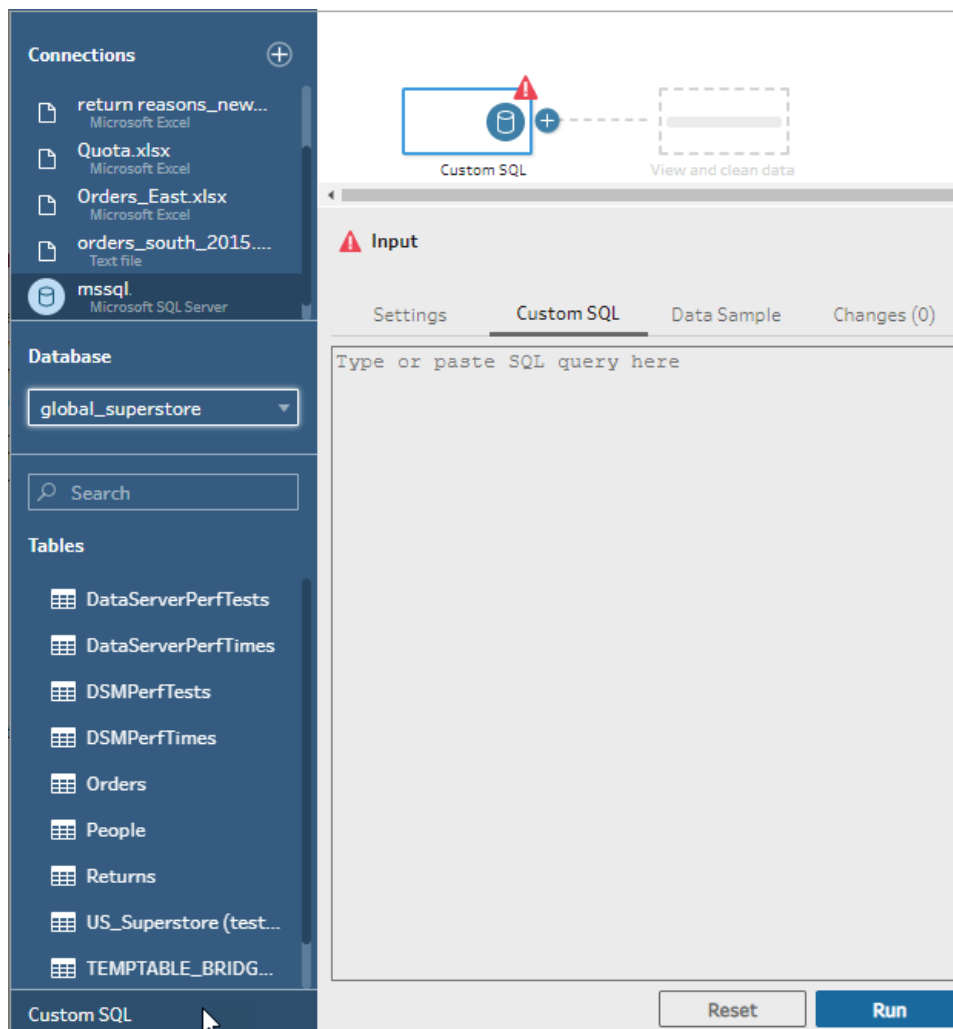 Connections
return reasons_new...
Microsoft Excel
Quota.xlsx
Microsoft Excel
Orders_East.xlsx
Microsoft Excel
orders_south_2015....
Text file
mssql.
Microsoft SQL Server
Database
global_superstore
Search
Tables
DataServerPerfTests
DataServerPerfTimes
DSMPerfTests
DSMPerfTimes
Orders
People
Returns
US_Superstore (test...
TEMPTABLE_BRIDG...
Custom SQL
Custom SQL
View and clean data
Input
Settings
Custom SQL
Data Sample
Changes (0)
Type or paste SQL query here
Reset
Run